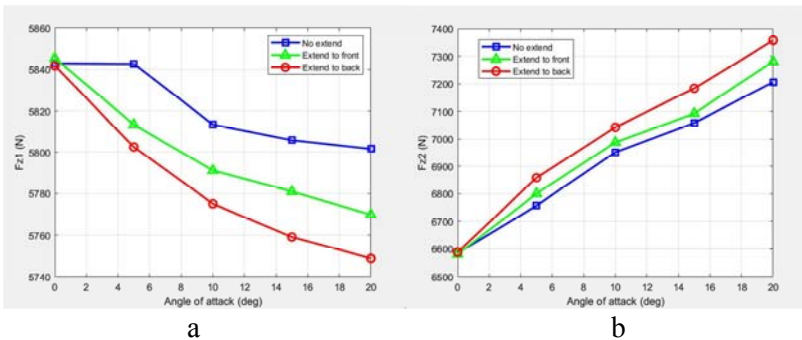 5860
5840
5820
5800
5780
5760
5740
Fz1 (N)
No extend
Extend to front
Extend to back
0 2 4 6 8 10 12 14 16 18 20
Angle of attack (deg)
a
7400
7300
7200
7100
7000
6900
6800
6700
6600
6500
Fz2 (N)
No extend
Extend to front
Extend to back
0 2 4 6 8 10 12 14 16 18 20
Angle of attack (deg)
b